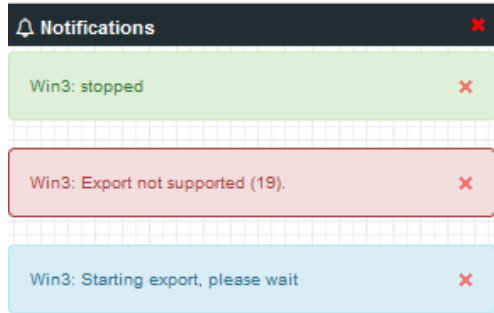 Notifications
Win3: stopped
Win3: Export not supported (19).
Win3: Starting export, please wait